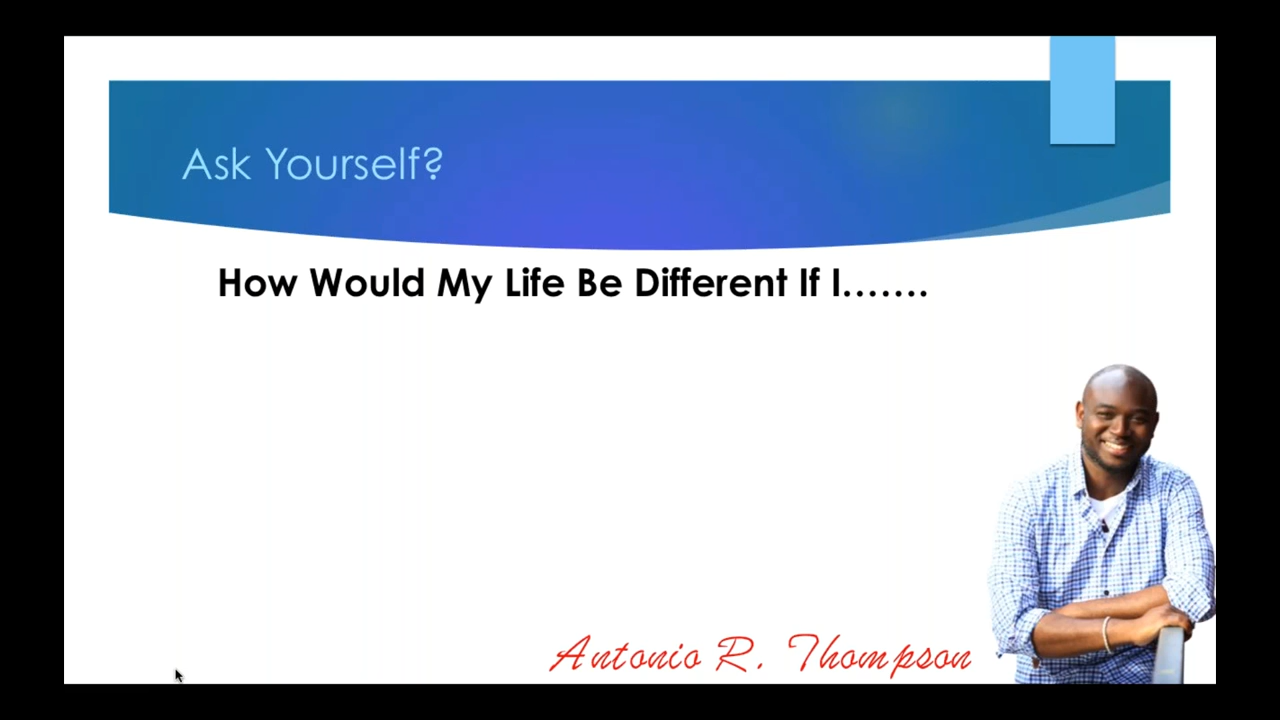 Ask Yourself?
How Would My Life Be Different If I.......
Antonio R. Thompson